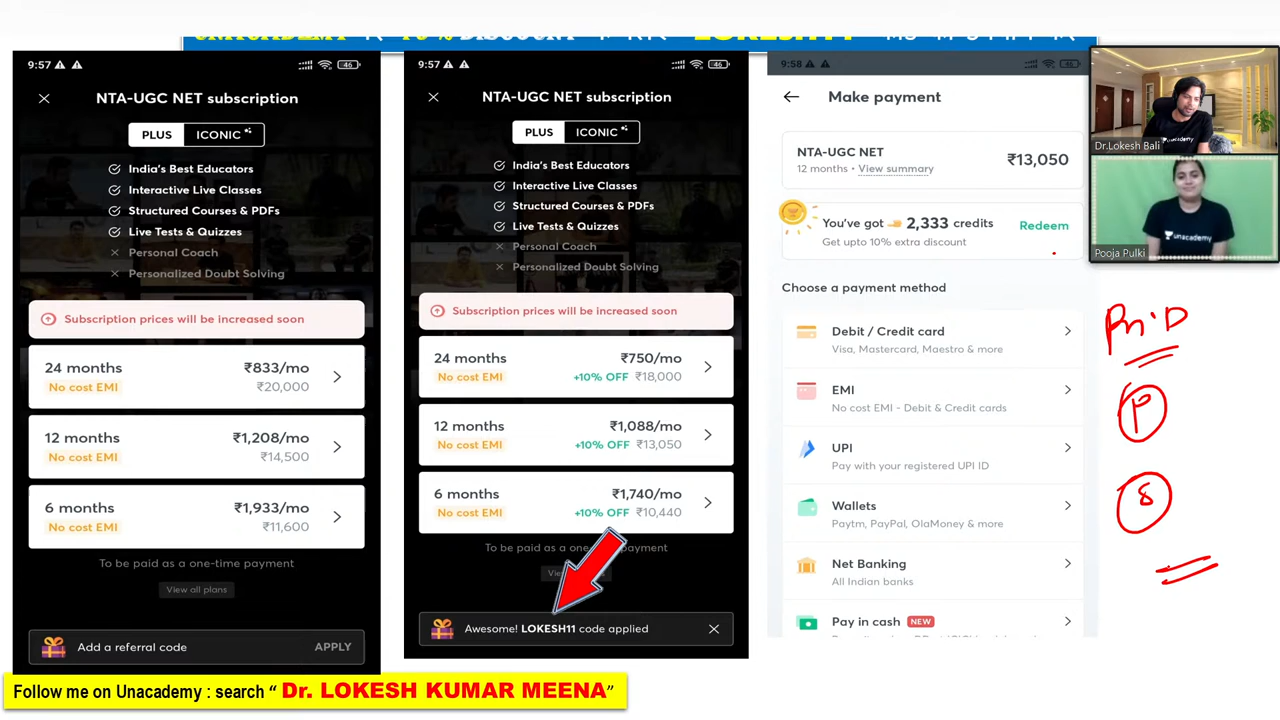 9:57
NTA-UGC NET subscription
PLUS ICONIC
India's Best Educators
Interactive Live Classes
Structured Courses & PDFs
Live Tests & Quizzes
Personal Coach
Personalized Doubt Solving
Subscription prices will be increased soon
24 months ₹833/mo
No cost EMI ₹20,000
12 months ₹1,208/mo
No cost EMI ₹14,500
6 months ₹1,933/mo
No cost EMI ₹11,600
To be paid as a one-time payment
View all plans
Add a referral code APPLY
9:57
NTA-UGC NET subscription
PLUS ICONIC
India's Best Educators
Interactive Live Classes
Structured Courses & PDFs
Live Tests & Quizzes
Personal Coach
Personalized Doubt Solving
Subscription prices will be increased soon
24 months ₹750/mo
No cost EMI +10% OFF ₹18,000
12 months ₹1,088/mo
No cost EMI +10% OFF ₹13,050
6 months ₹1,740/mo
No cost EMI +10% OFF ₹10,440
To be paid as a one payment
Awesome! LOKESH11 code applied
9:58
Make payment
NTA-UGC NET ₹13,050
12 months • View summary
You've got 2,333 credits Redeem
Get upto 10% extra discount
Choose a payment method
Debit / Credit card
Visa, Mastercard, Maestro & more
EMI
No cost EMI - Debit & Credit cards
UPI
Pay with your registered UPI ID
Wallets
Paytm, PayPal, OlaMoney & more
Net Banking
All Indian banks
Pay in cash NEW
Dr.Lokesh Bali
unacademy
Pooja Pulki
P
8
Follow me on Unacademy : search “ Dr. LOKESH KUMAR MEENA”